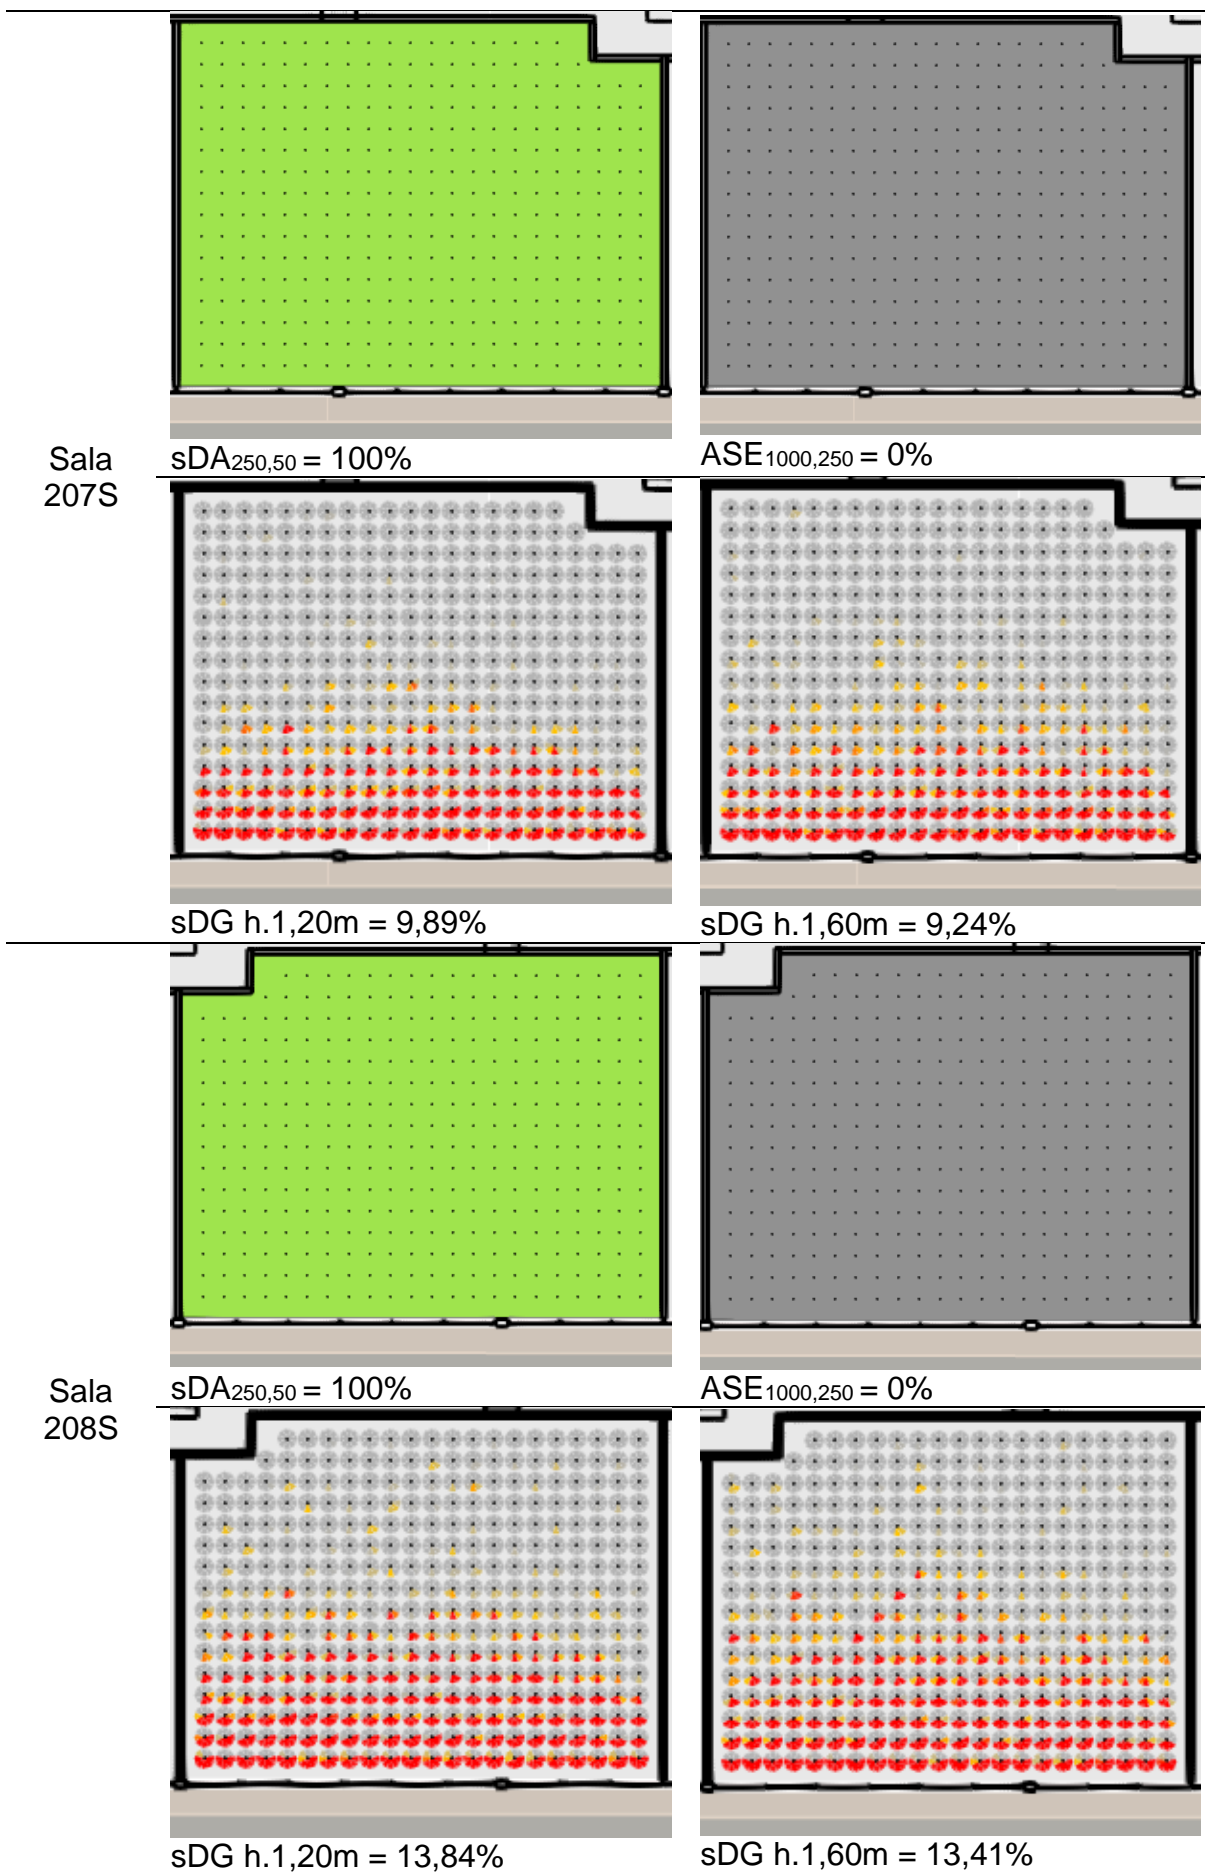 sDA250,50 = 100%
ASE1000,250 = 0%
Sala
207S
sDG h.1,20m = 9,89%
sDG h.1,60m = 9,24%
sDA250,50 = 100%
ASE1000,250 = 0%
Sala
208S
sDG h.1,20m = 13,84%
sDG h.1,60m = 13,41%